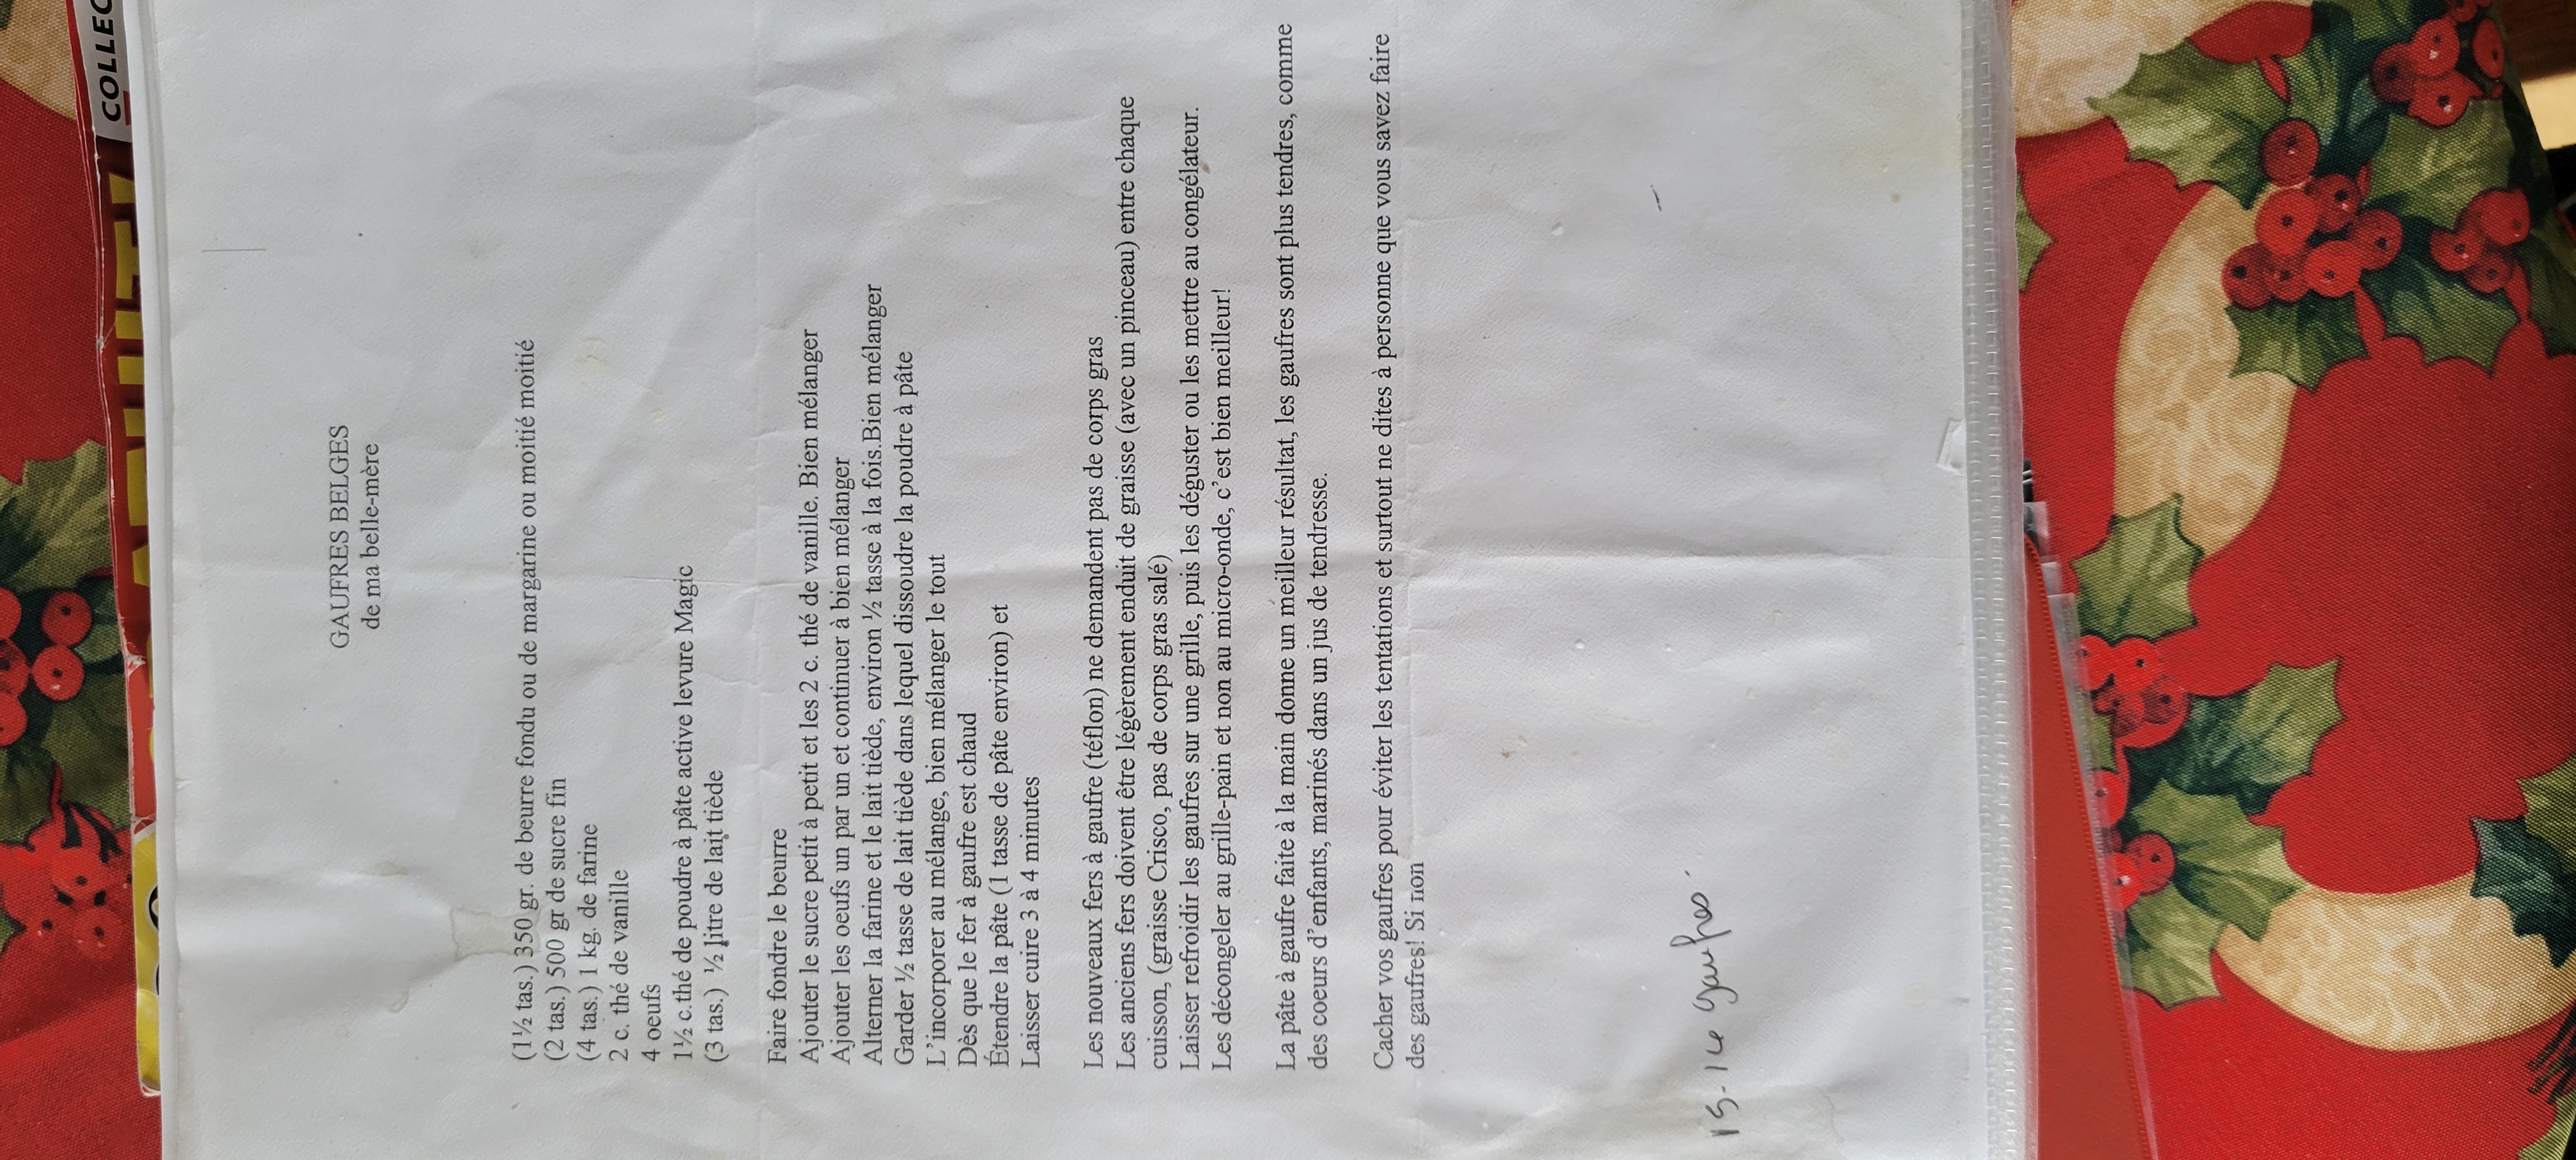 GAUFRES BELGES
de ma belle-mère
(1½ tas.) 350 gr. de beurre fondu ou de margarine ou moitié moitié
(2 tas.) 500 gr de sucre fin
(4 tas.) 1 kg. de farine
2 c. thé de vanille
4 oeufs
1½ c.thé de poudre à pâte active levure Magic
(3 tas.) ½ litre de lait tiède
Faire fondre le beurre
Ajouter le sucre petit à petit et les 2 c. thé de vanille. Bien mélanger
Ajouter les oeufs un par un et continuer à bien mélanger
Alterner la farine et le lait tiède, environ ½ tasse à la fois.Bien mélanger
Garder ½ tasse de lait tiède dans lequel dissoudre la poudre à pâte
L'incorporer au mélange, bien mélanger le tout
Dès que le fer à gaufre est chaud
Étendre la pâte (1 tasse de pâte environ) et
Laisser cuire 3 à 4 minutes
Les nouveaux fers à gaufre (téflon) ne demandent pas de corps gras
Les anciens fers doivent être légèrement enduit de graisse (avec un pinceau) entre chaque
cuisson, (graisse Crisco, pas de corps gras salé)
Laisser refroidir les gaufres sur une grille, puis les déguster ou les mettre au congélateur.
Les décongeler au grille-pain et non au micro-onde, c'est bien meilleur!
La pâte à gaufre faite à la main donne un meilleur résultat, les gaufres sont plus tendres, comme
des coeurs d'enfants, marinés dans un jus de tendresse.
Cacher vos gaufres pour éviter les tentations et surtout ne dites à personne que vous savez faire
des gaufres! Si non
15.16 gaufres.
COLLEC